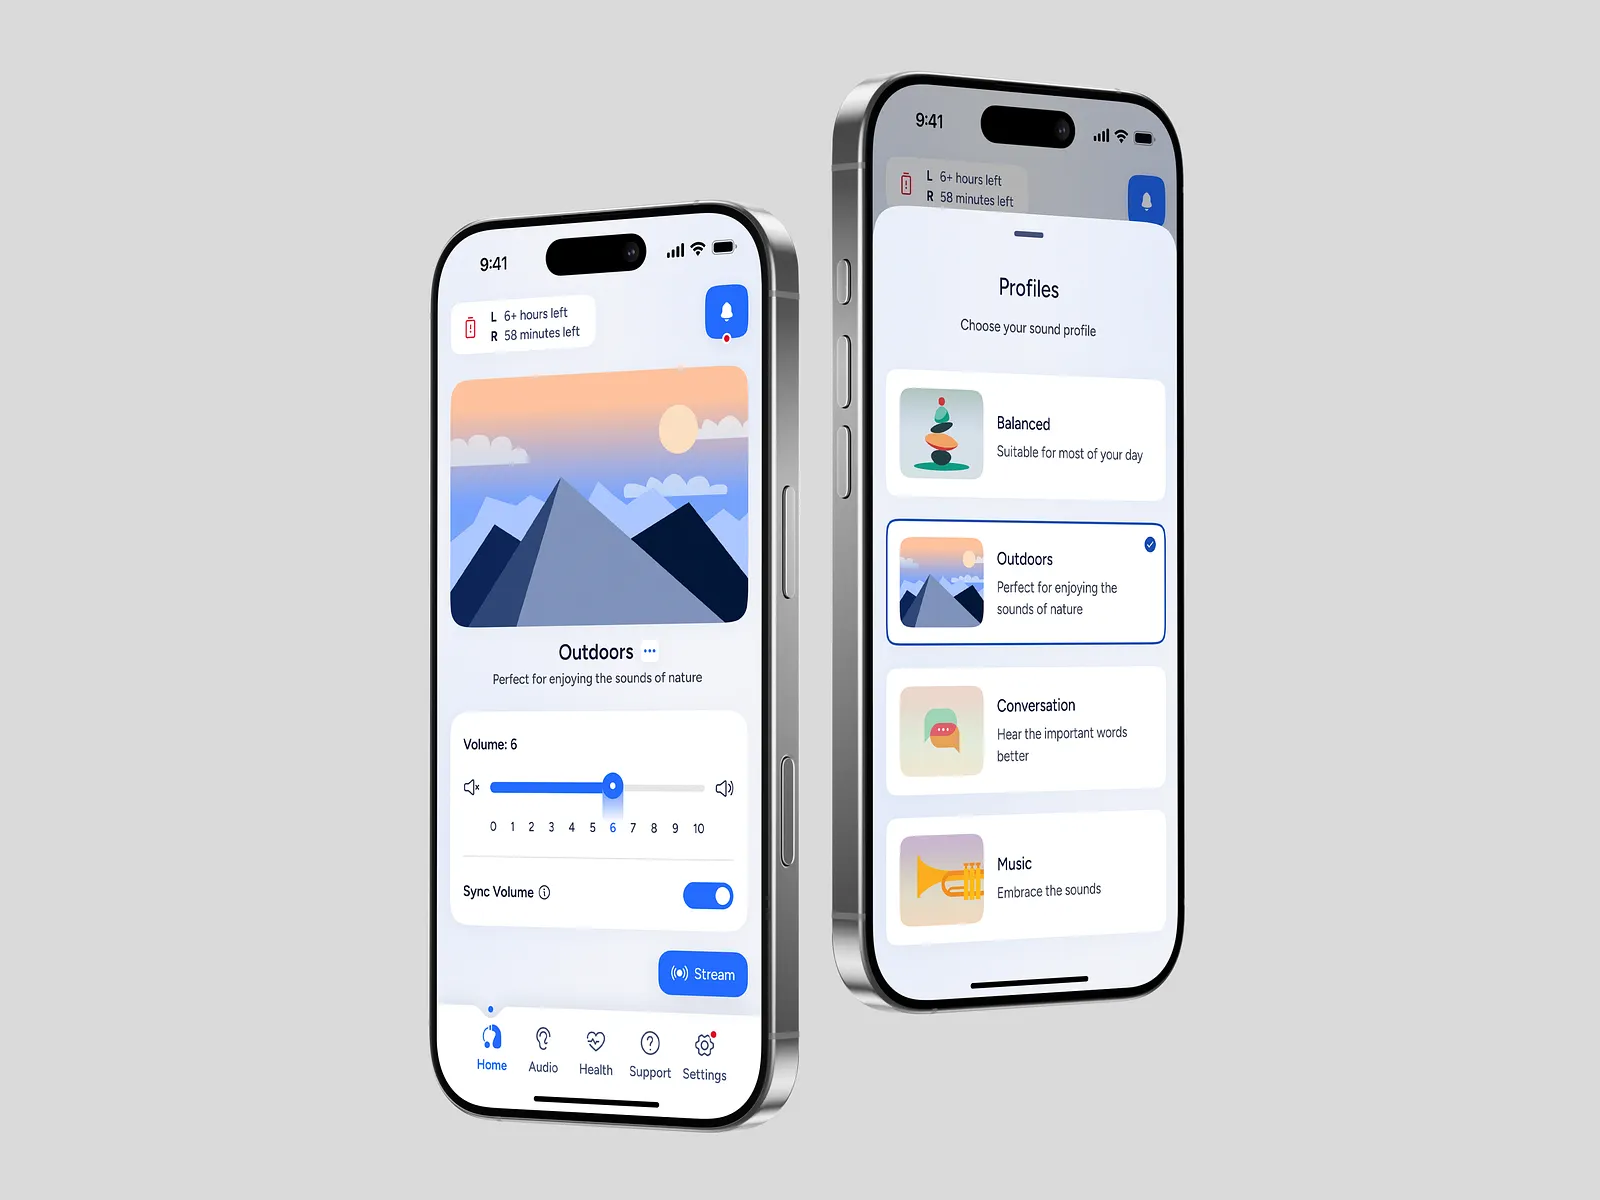 9:41
L 6+ hours left
R 58 minutes left
Outdoors
Perfect for enjoying the sounds of nature
Volume: 6
0 1 2 3 4 5 6 7 8 9 10
Sync Volume
Stream
Home Audio Health Support Settings
9:41
L 6+ hours left
R 58 minutes left
Profiles
Choose your sound profile
Balanced
Suitable for most of your day
Outdoors
Perfect for enjoying the
sounds of nature
Conversation
Hear the important words
better
Music
Embrace the sounds